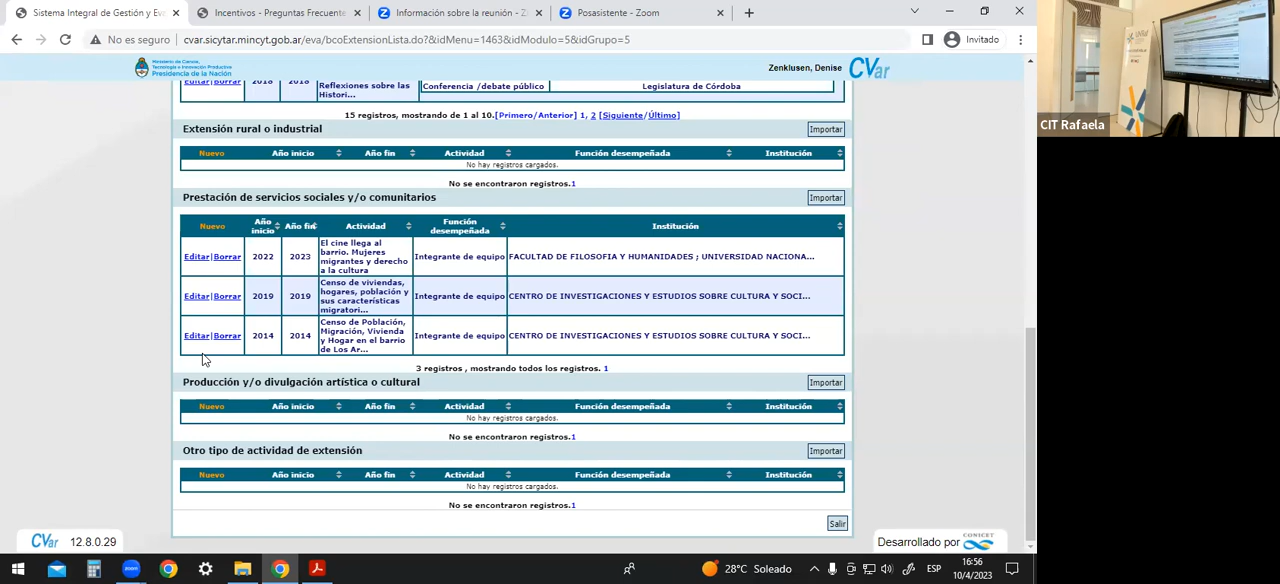 Sistema Integral de Gestión y Ev
Incentivos - Preguntas Frecuente
Información sobre la reunión - Z
Posasistente - Zoom
No es seguro
cvar.sicytar.mincyt.gob.ar/eva/bcoExtensionLista.do?&idMenu=1463&idModulo=5&idGrupo=5
Invitado
Ministerio de Ciencia,
Tecnología e Innovación Productiva
Presidencia de la Nación
Zenklusen, Denise
CVar
Editar|Borrar 2018 2018 Reflexiones sobre las Histori... Conferencia /debate público Legislatura de Córdoba
15 registros, mostrando de 1 al 10.[Primero/Anterior] 1, 2 [Siguiente/Último]
Extensión rural o industrial
Importar
Nuevo Año inicio Año fin Actividad Función desempeñada Institución
No hay registros cargados.
No se encontraron registros.1
Prestación de servicios sociales y/o comunitarios
Importar
Nuevo Año inicio Año fin Actividad Función desempeñada Institución
Editar|Borrar 2022 2023 El cine llega al barrio. Mujeres migrantes y derecho a la cultura Integrante de equipo FACULTAD DE FILOSOFIA Y HUMANIDADES ; UNIVERSIDAD NACIONA...
Editar|Borrar 2019 2019 Censo de viviendas, hogares, población y sus características migratori... Integrante de equipo CENTRO DE INVESTIGACIONES Y ESTUDIOS SOBRE CULTURA Y SOCI...
Editar|Borrar 2014 2014 Censo de Población, Migración, Vivienda y Hogar en el barrio de Los Ar... Integrante de equipo CENTRO DE INVESTIGACIONES Y ESTUDIOS SOBRE CULTURA Y SOCI...
3 registros , mostrando todos los registros. 1
Producción y/o divulgación artística o cultural
Importar
Nuevo Año inicio Año fin Actividad Función desempeñada Institución
No hay registros cargados.
No se encontraron registros.1
Otro tipo de actividad de extensión
Importar
Nuevo Año inicio Año fin Actividad Función desempeñada Institución
No hay registros cargados.
No se encontraron registros.1
Salir
CVar 12.8.0.29
Desarrollado por CONICET
28°C Soleado
ESP
16:56
10/4/2023
CIT Rafaela